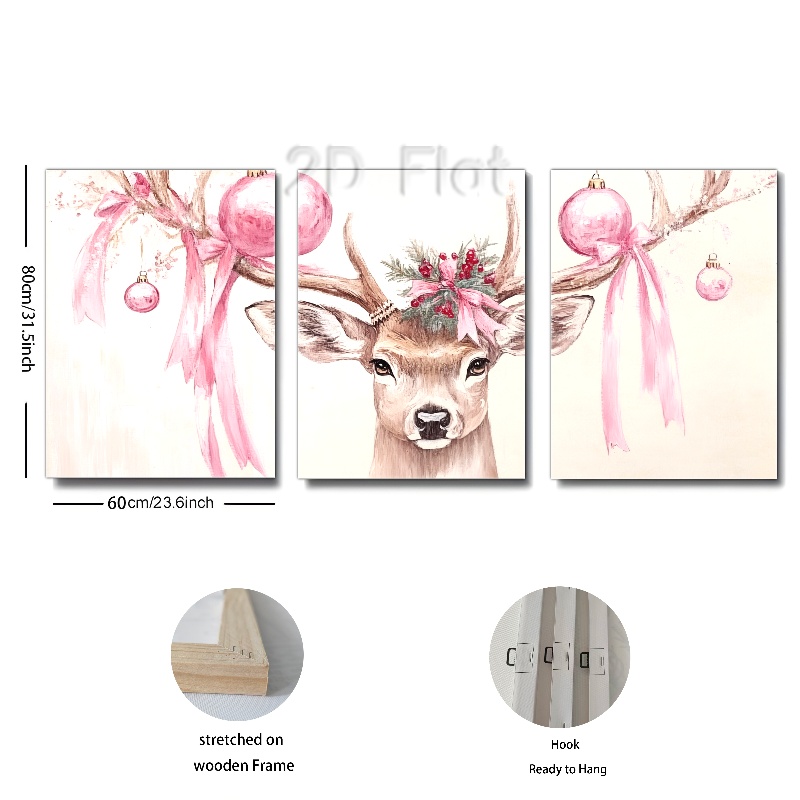 2D Flat
80cm/31.5inch
60cm/23.6inch
stretched on
wooden Frame
Hook
Ready to Hang